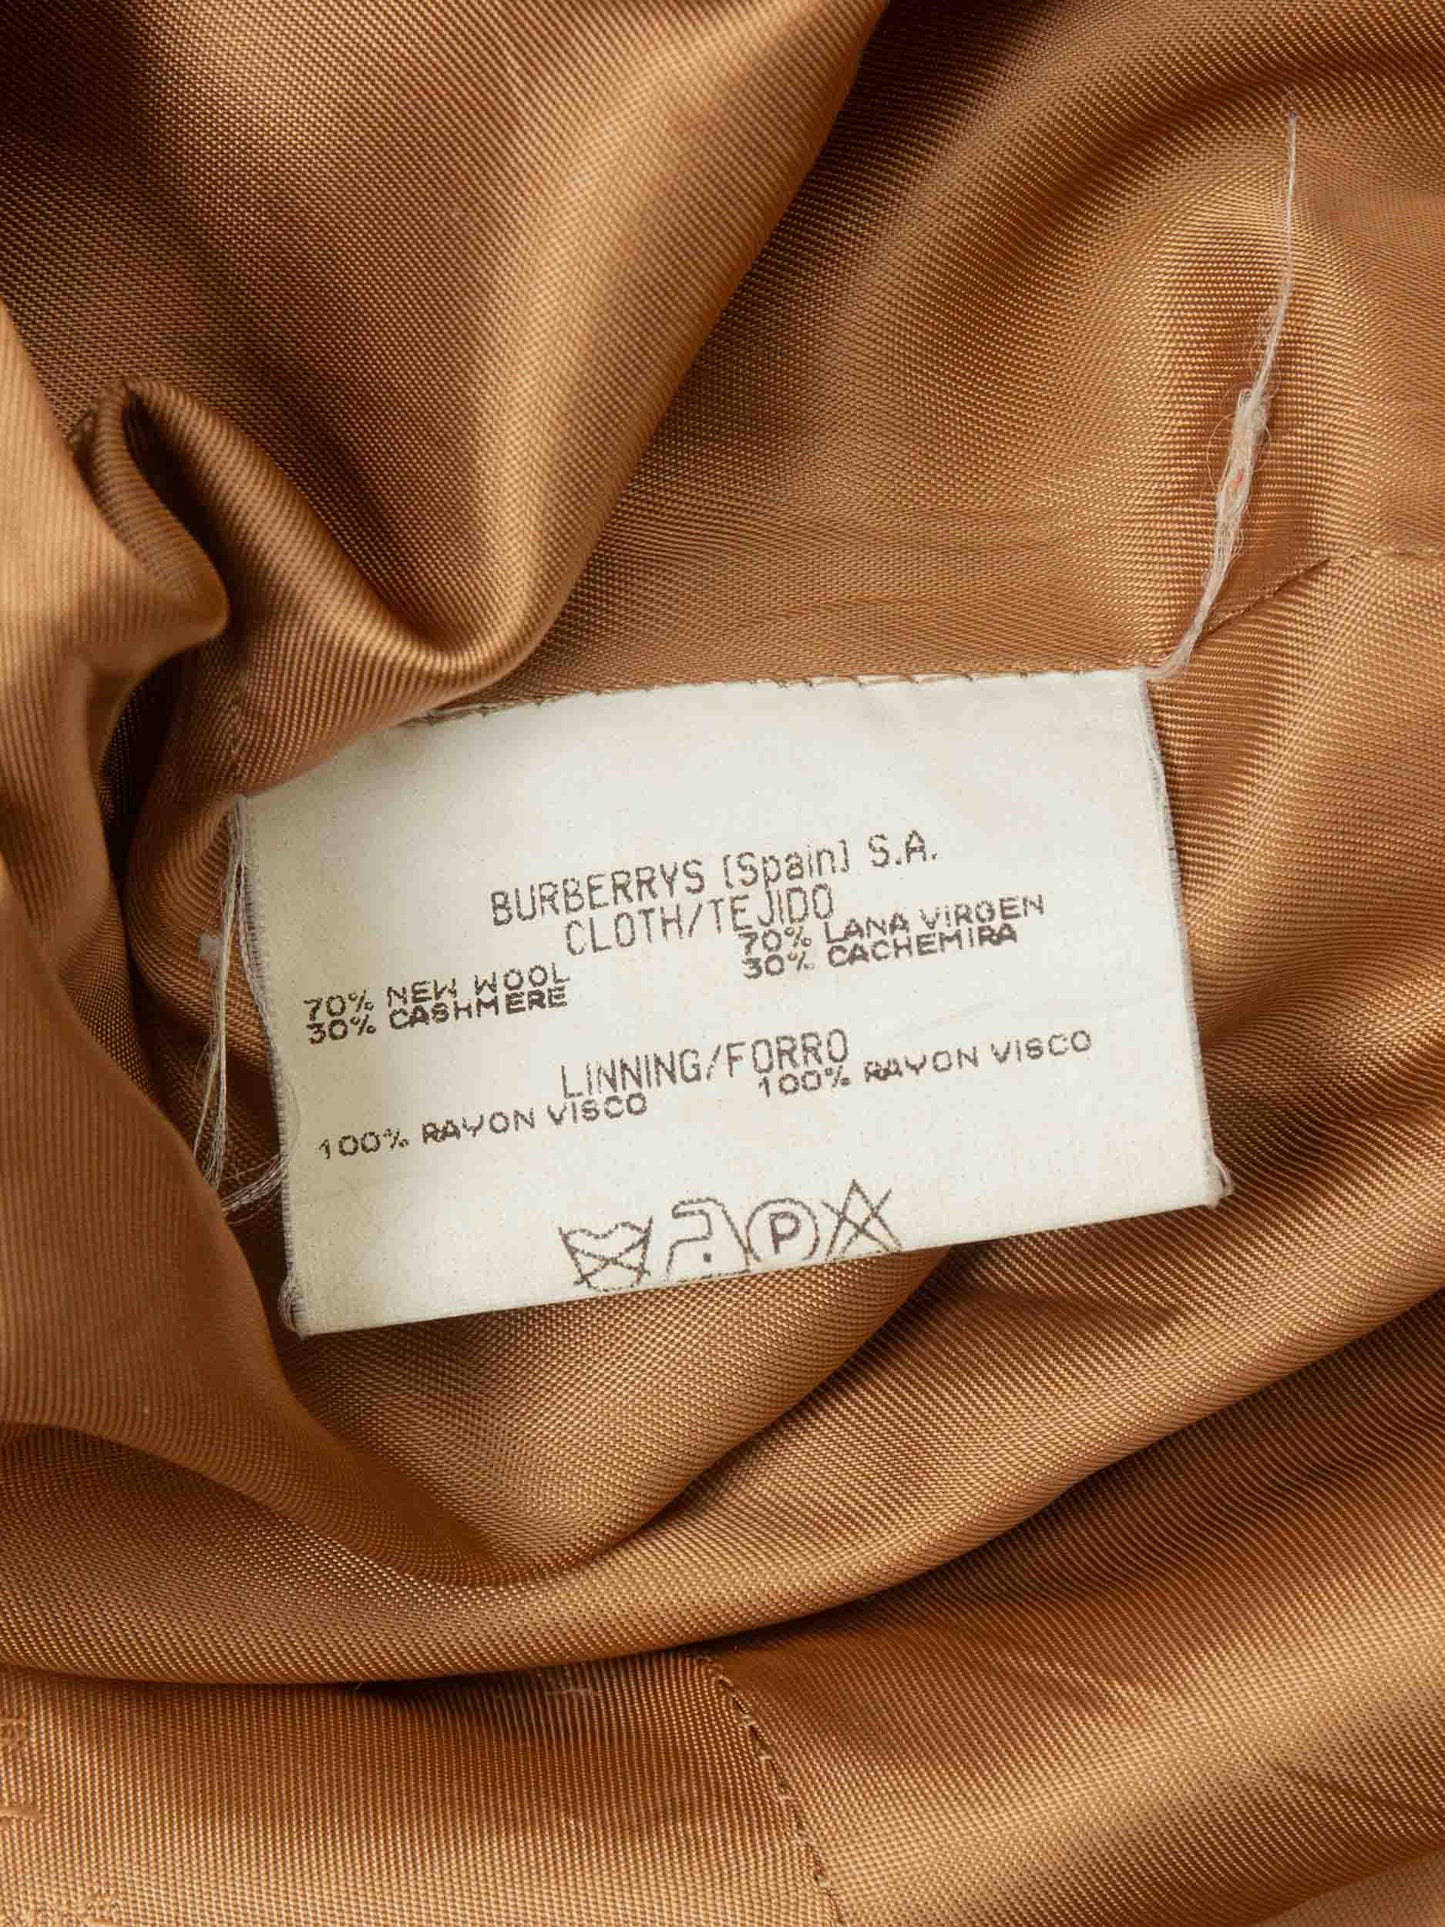 BURBERRYS (Spain) S.A.
CLOTH/TEJIDO
70% NEW WOOL 70% LANA VIRGEN
30% CASHMERE 30% CACHEMIRA
LINNING/FORRO
100% RAYON VISCO 100% RAYON VISCO
P